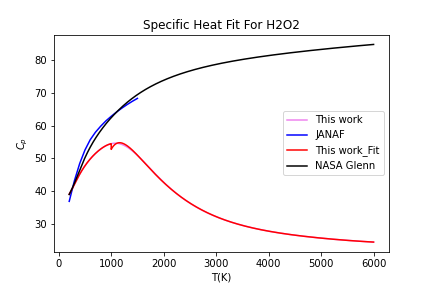 Specific Heat Fit For H2O2
80
70
60
50
40
30
C_p
0
1000
2000
3000
4000
5000
6000
T(K)
This work
JANAF
This work_Fit
NASA Glenn